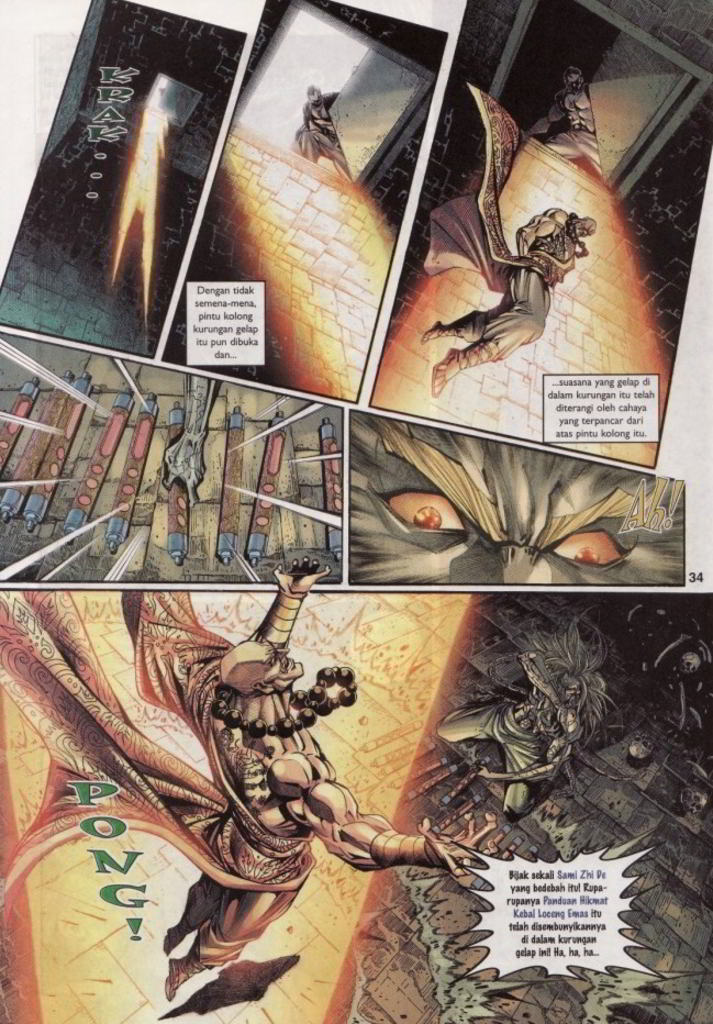 KRAK...
Dengan tidak
semena-mena,
pintu kolong
kurungan gelap
itu pun dibuka
dan...
...suasana yang gelap di
dalam kurungan itu telah
diterangi oleh cahaya
yang terpancar dari
atas pintu kolong itu.
Ah!
34
PONG!
Bijak sekali Sami Zhi De
yang bedebah itu! Rupa-
rupanya Panduan Hikmat
Kebal Loceng Emas itu
telah disembunyikannya
di dalam kurungan
gelap ini! Ha, ha, ha...